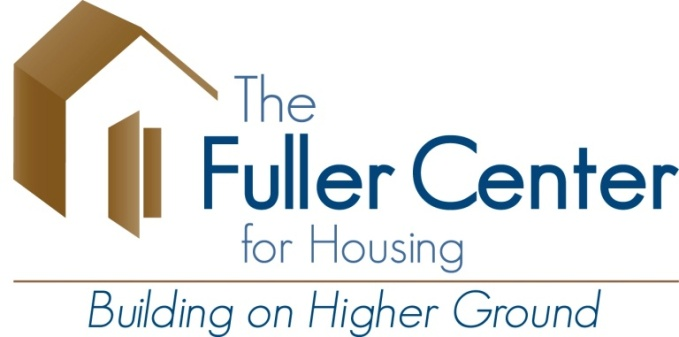 The
Fuller Center
for Housing
Building on Higher Ground